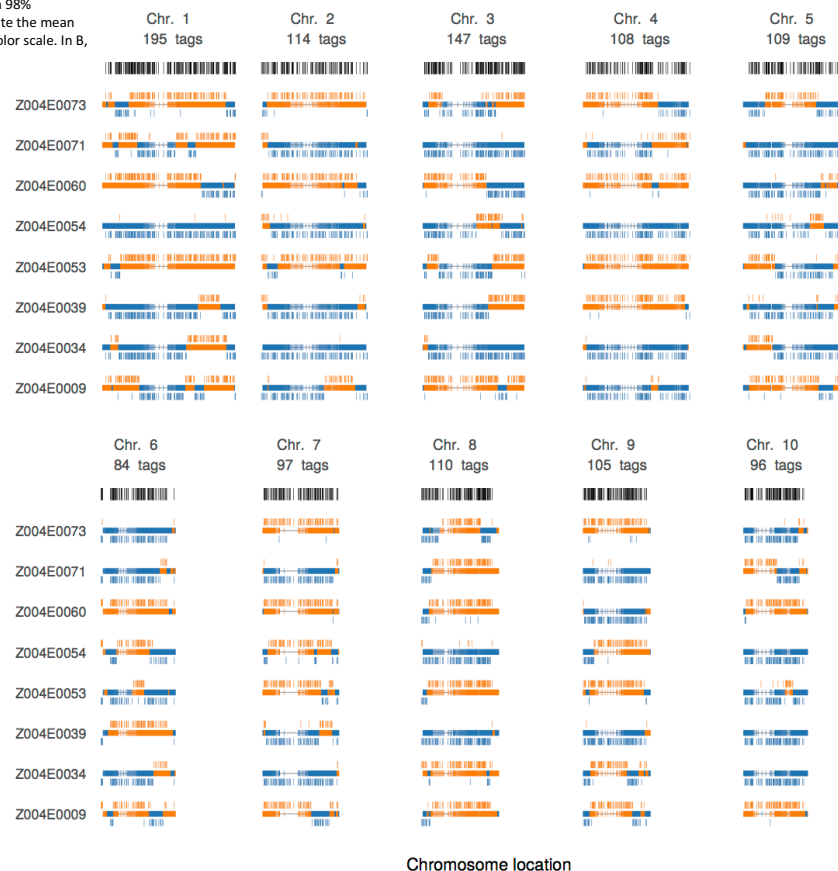 98%
te the mean
olor scale. In B,
Chr. 1
195 tags
Chr. 2
114 tags
Chr. 3
147 tags
Chr. 4
108 tags
Chr. 5
109 tags
Z004E0073
Z004E0071
Z004E0060
Z004E0054
Z004E0053
Z004E0039
Z004E0034
Z004E0009
Chr. 6
84 tags
Chr. 7
97 tags
Chr. 8
110 tags
Chr. 9
105 tags
Chr. 10
96 tags
Z004E0073
Z004E0071
Z004E0060
Z004E0054
Z004E0053
Z004E0039
Z004E0034
Z004E0009
Chromosome location